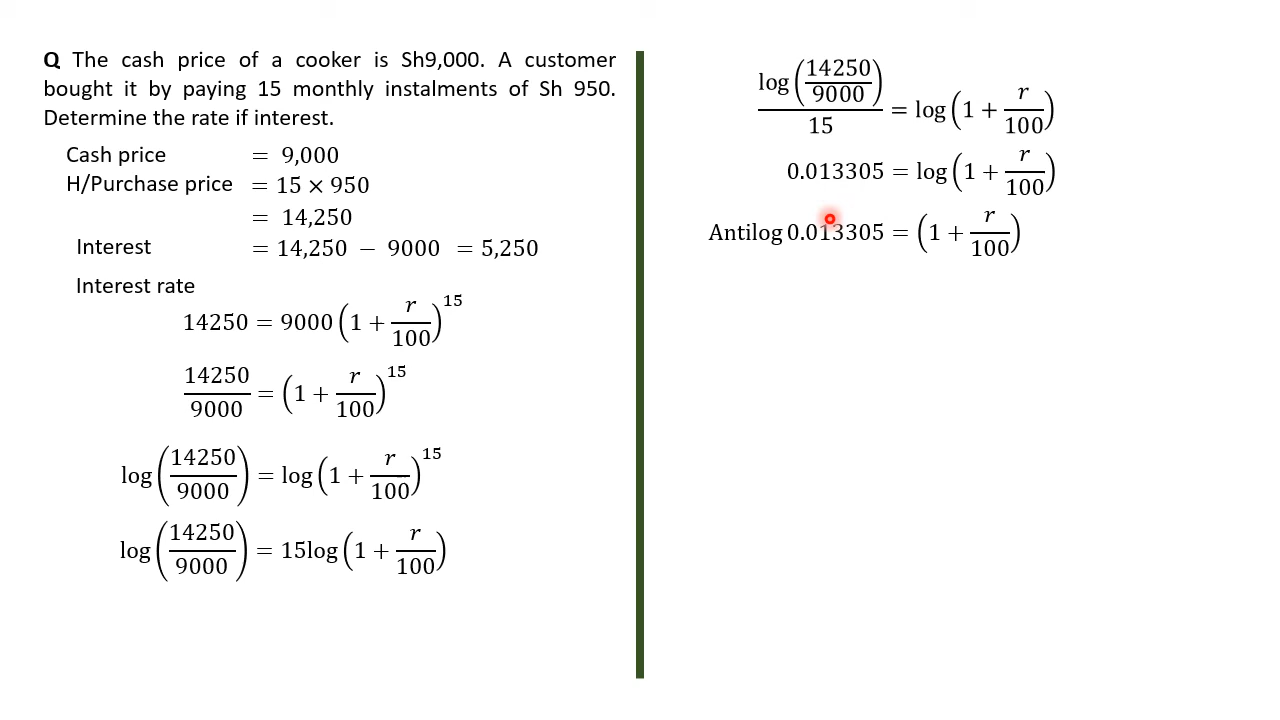 Q The cash price of a cooker is Sh9,000. A customer
bought it by paying 15 monthly instalments of Sh 950.
Determine the rate if interest.
Cash price = 9,000
H/Purchase price = 15 × 950
= 14,250
Interest = 14,250 − 9000 = 5,250
Interest rate
14250 = 9000 (1 + r/100)^15
14250/9000 = (1 + r/100)^15
log(14250/9000) = log(1 + r/100)^15
log(14250/9000) = 15log(1 + r/100)
log(14250/9000)/15 = log(1 + r/100)
0.013305 = log(1 + r/100)
Antilog 0.013305 = (1 + r/100)